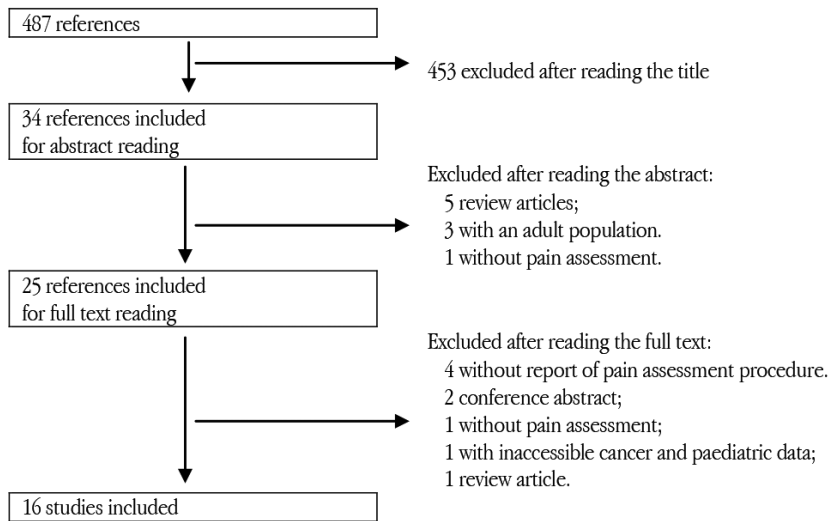 487 references
453 excluded after reading the title
34 references included
for abstract reading
Excluded after reading the abstract:
5 review articles;
3 with an adult population.
1 without pain assessment.
25 references included
for full text reading
Excluded after reading the full text:
4 without report of pain assessment procedure.
2 conference abstract;
1 without pain assessment;
1 with inaccessible cancer and paediatric data;
1 review article.
16 studies included